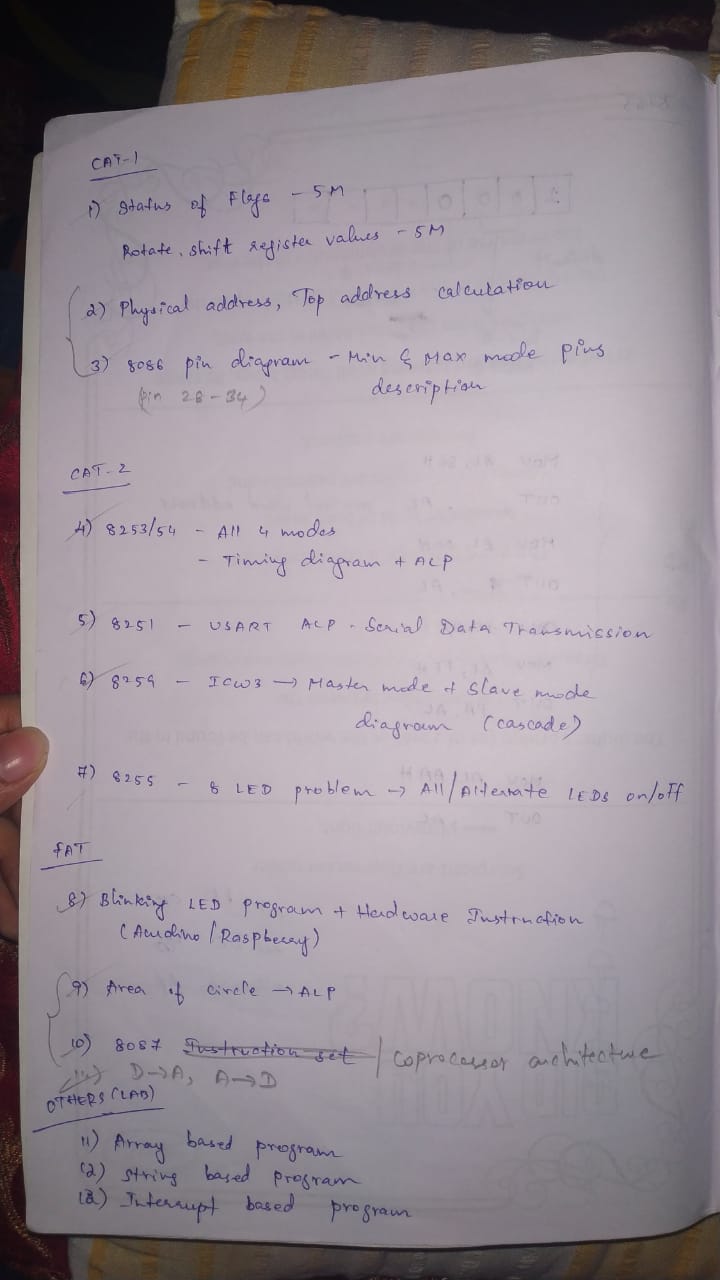 CAT-1
1) Status of Flags - 5M
Rotate, shift register values - 5M
2) Physical address, Top address calculation
3) 8086 pin diagram - Min & Max mode pins
(pin 28-34) description
CAT-2
4) 8253/54 - All 4 modes
- Timing diagram + ALP
5) 8251 - USART ALP - Serial Data Transmission
6) 8259 - ICW3 → Master mode & Slave mode
diagram (cascade)
7) 8255 - 8 LED problem → All/Alternate LEDs on/off
FAT
8) Blinking LED program + Hardware Instruction
(Aurdino/Raspberry)
9) Area of circle → ALP
10) 8087 Instruction set / coprocessor architecture
D→A, A→D
OTHERS (LAB)
11) Array based program
12) String based program
13) Interrupt based program